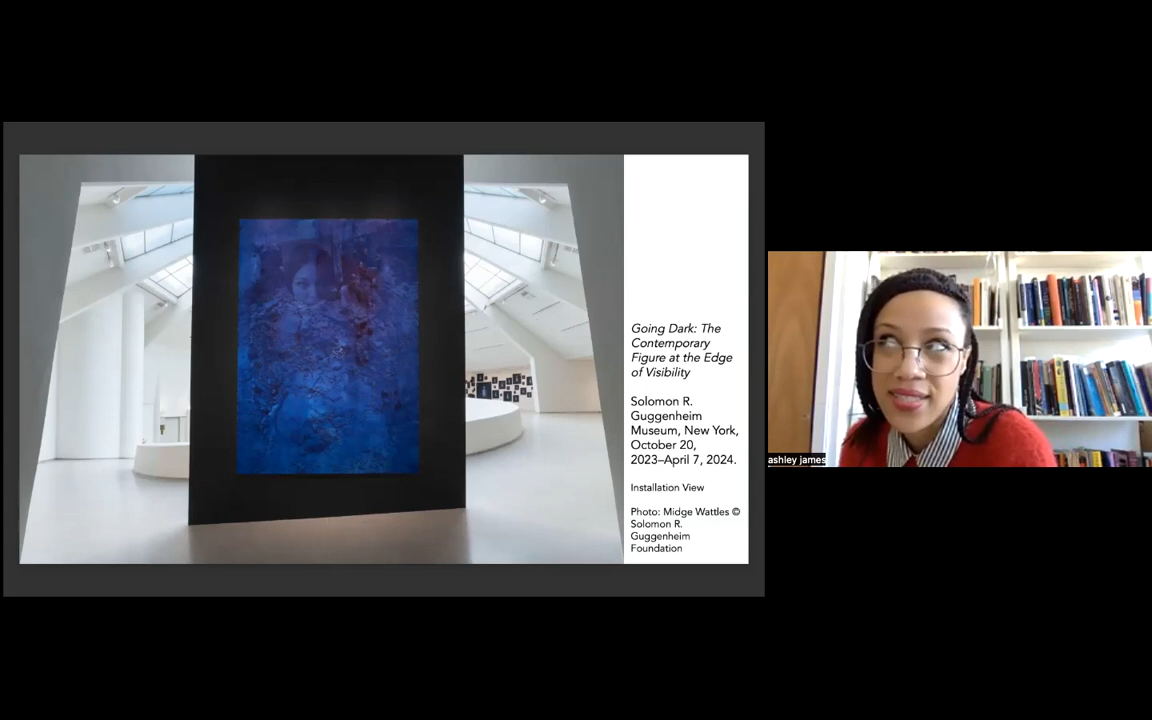 Going Dark: The
Contemporary
Figure at the Edge
of Visibility
Solomon R.
Guggenheim
Museum, New York,
October 20,
2023–April 7, 2024.
Installation View
Photo: Midge Wattles ©
Solomon R.
Guggenheim
Foundation
ashley james